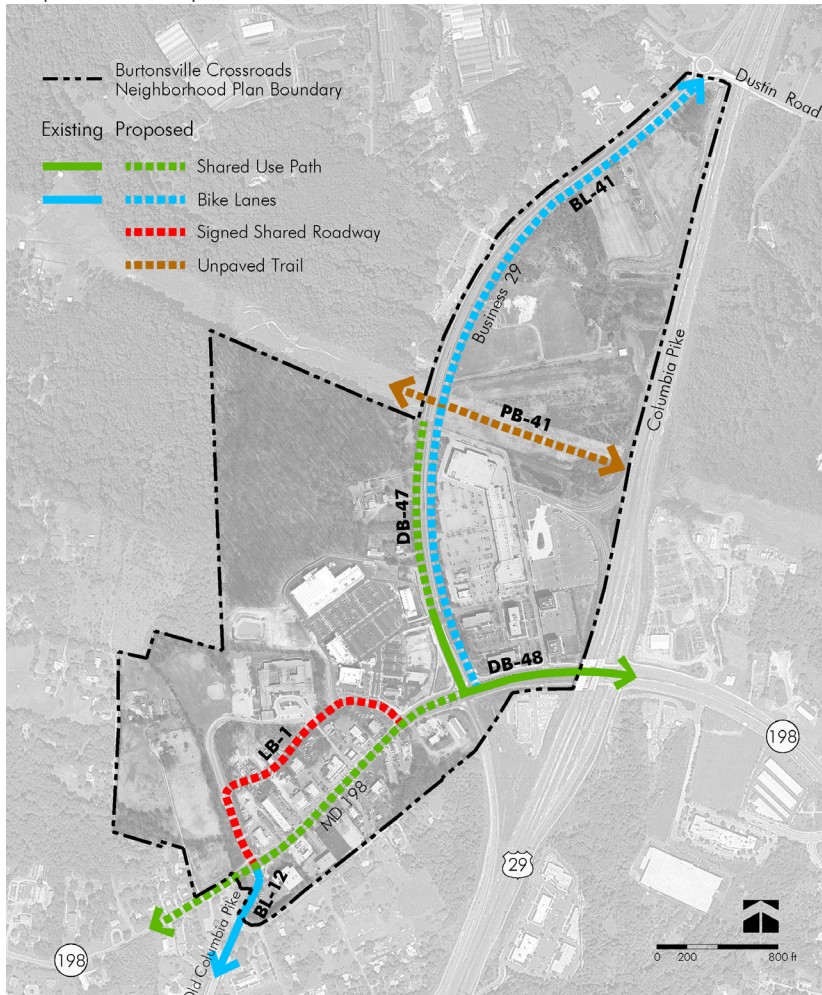 Burtonsville Crossroads
Neighborhood Plan Boundary
Existing Proposed
Shared Use Path
Bike Lanes
Signed Shared Roadway
Unpaved Trail
Dustin Road
BL-41
Business 29
Columbia Pike
PB-41
DB-47
DB-48
198
LB-1
MD 198
29
BL-12
Old Columbia Pike
198
0 200 800 ft